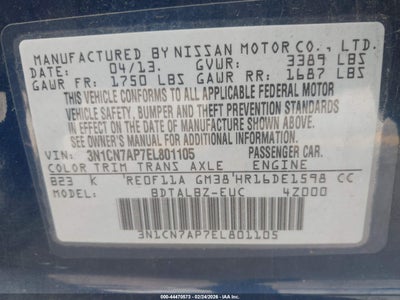 MANUFACTURED BY NISSAN MOTOR CO., LTD.
DATE: 04/13. GVWR: 3389 LBS
GAWR FR: 1750 LBS GAWR RR: 1687 LBS
THIS VEHICLE CONFORMS TO ALL APPLICABLE FEDERAL MOTOR
VEHICLE SAFETY, BUMPER AND THEFT PREVENTION STANDARDS
IN EFFECT ON THE DATE OF MANUFACTURE SHOWN ABOVE.
SEE OWNER'S MANUAL FOR ADDITIONAL INFORMATION.
VIN: 3N1CN7AP7EL801105 PASSENGER CAR.
COLOR TRIM TRANS AXLE ENGINE
B23 K RE0F11A GM38 HR16DE1598 CC
MODEL: BDTALBZ-EUC 4Z000
3N1CN7AP7EL801105
000-44470573 - 02/24/2026 - IAA, Inc.